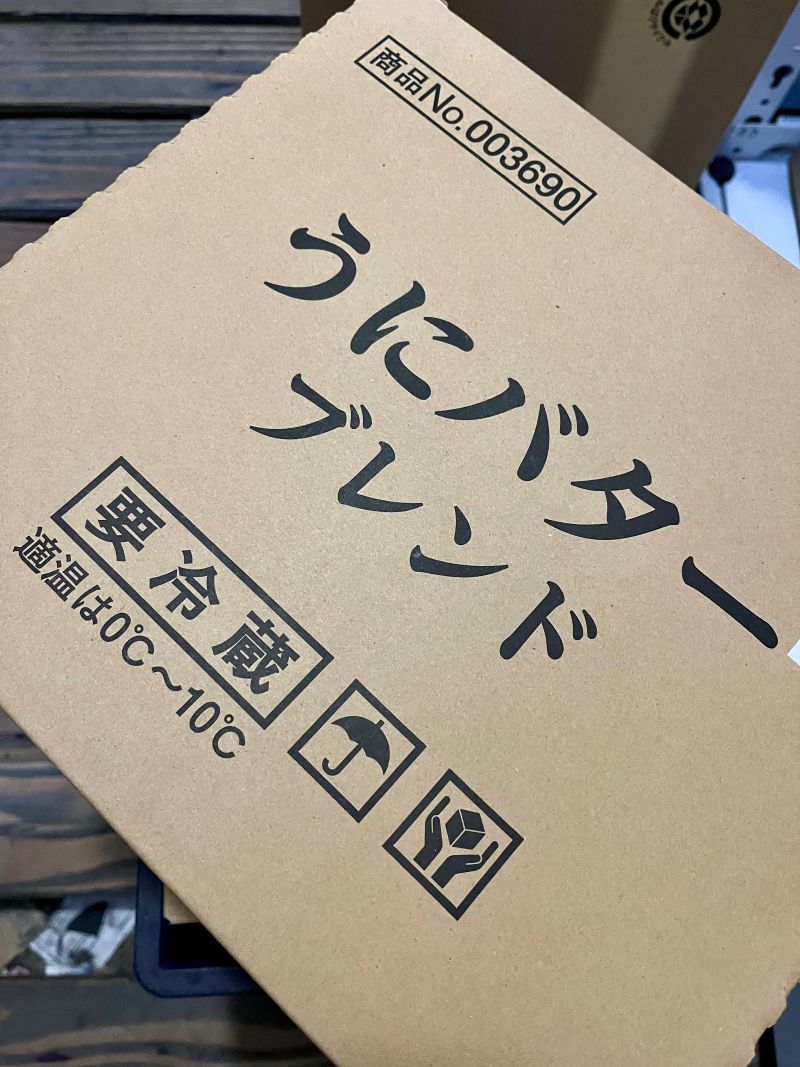 商品No.003690
うにバター
ブレンド
要冷蔵
適温は0℃～10℃